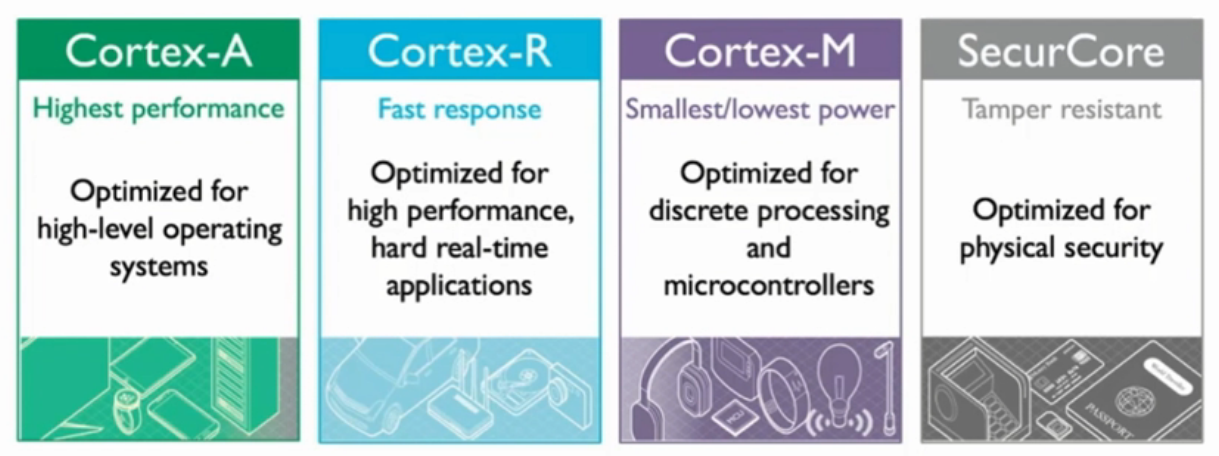 Cortex-A
Highest performance
Optimized for
high-level operating
systems
Cortex-R
Fast response
Optimized for
high performance,
hard real-time
applications
Cortex-M
Smallest/lowest power
Optimized for
discrete processing
and
microcontrollers
MCU
SecurCore
Tamper resistant
Optimized for
physical security
PASSPORT